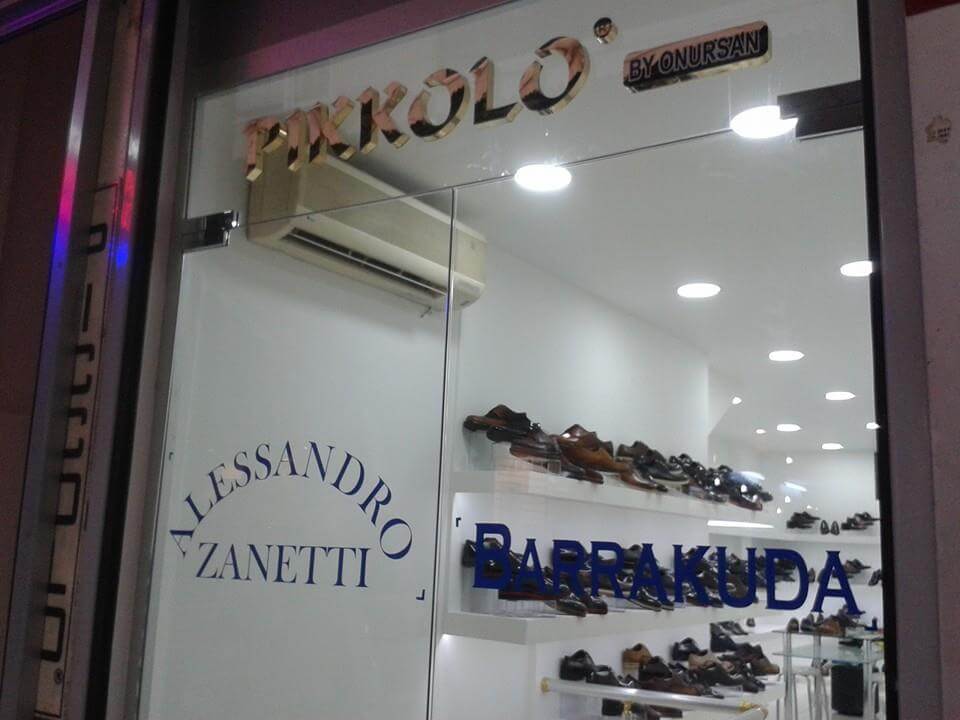 PIKKOLO®
BY ONURSAN
ALESSANDRO
ZANETTI
BARRAKUDA